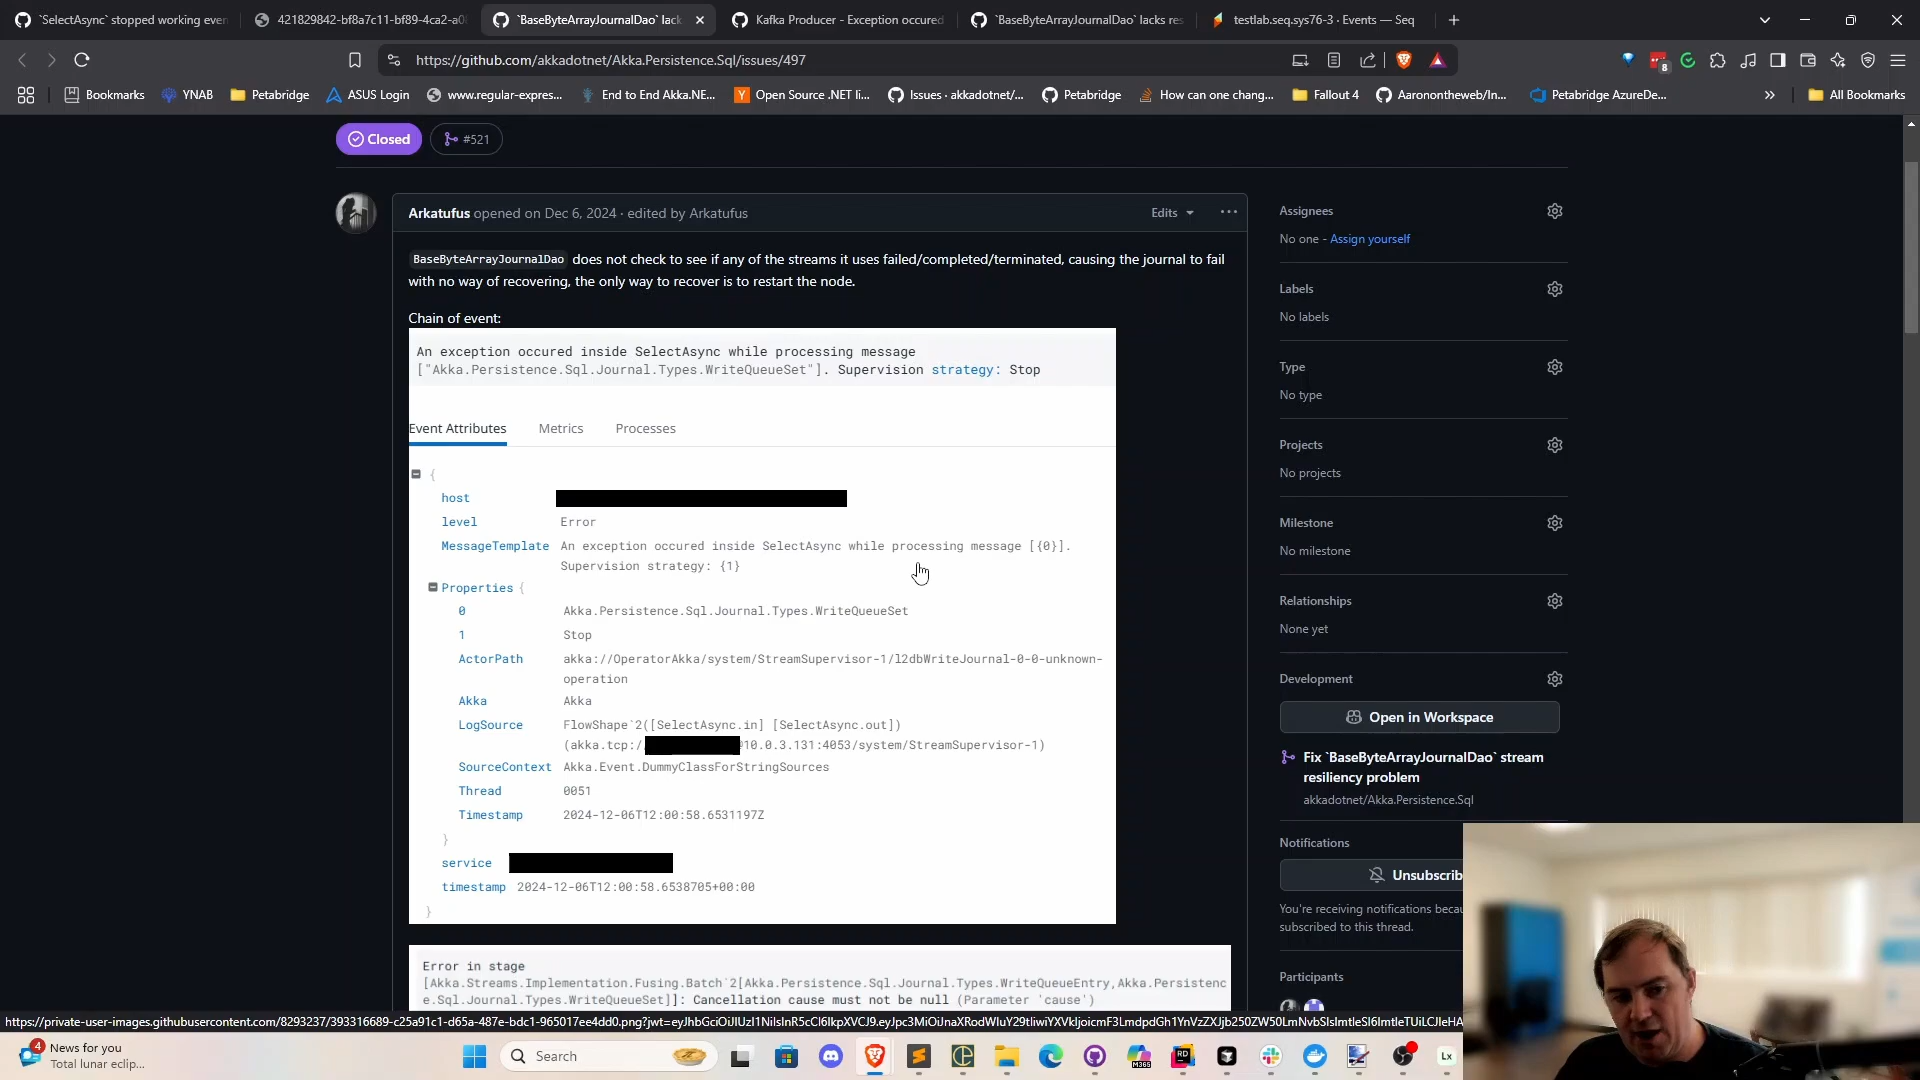 `SelectAsync` stopped working even
421829842-bf8a7c11-bf89-4ca2-a0
`BaseByteArrayJournalDao` lack
Kafka Producer - Exception occured
`BaseByteArrayJournalDao` lacks res
testlab.seq.sys76-3 · Events — Seq
https://github.com/akkadotnet/Akka.Persistence.Sql/issues/497
8
Bookmarks
YNAB
Petabridge
ASUS Login
www.regular-expres...
End to End Akka.NE...
Open Source .NET li...
Issues · akkadotnet/...
Petabridge
How can one chang...
Fallout 4
Aaronontheweb/In...
Petabridge AzureDe...
All Bookmarks
Closed
#521
Arkatufus opened on Dec 6, 2024 · edited by Arkatufus
Edits
BaseByteArrayJournalDao does not check to see if any of the streams it uses failed/completed/terminated, causing the journal to fail
with no way of recovering, the only way to recover is to restart the node.
Chain of event:
An exception occured inside SelectAsync while processing message
["Akka.Persistence.Sql.Journal.Types.WriteQueueSet"]. Supervision strategy: Stop
Event Attributes
Metrics
Processes
{
host
level Error
MessageTemplate An exception occured inside SelectAsync while processing message [{0}].
Supervision strategy: {1}
Properties {
0 Akka.Persistence.Sql.Journal.Types.WriteQueueSet
1 Stop
ActorPath akka://OperatorAkka/system/StreamSupervisor-1/l2dbWriteJournal-0-0-unknown-
operation
Akka Akka
LogSource FlowShape`2([SelectAsync.in] [SelectAsync.out])
(akka.tcp:/ @10.0.3.131:4053/system/StreamSupervisor-1)
SourceContext Akka.Event.DummyClassForStringSources
Thread 0051
Timestamp 2024-12-06T12:00:58.6531197Z
}
service
timestamp 2024-12-06T12:00:58.6538705+00:00
}
Error in stage
[Akka.Streams.Implementation.Fusing.Batch`2[Akka.Persistence.Sql.Journal.Types.WriteQueueEntry,Akka.Persistenc
e.Sql.Journal.Types.WriteQueueSet]]: Cancellation cause must not be null (Parameter 'cause')
Assignees
No one - Assign yourself
Labels
No labels
Type
No type
Projects
No projects
Milestone
No milestone
Relationships
None yet
Development
Open in Workspace
Fix `BaseByteArrayJournalDao` stream
resiliency problem
akkadotnet/Akka.Persistence.Sql
Notifications
Unsubscrib
You're receiving notifications becau
subscribed to this thread.
Participants
4
News for you
Total lunar eclip...
Search
M365
RD
Lx